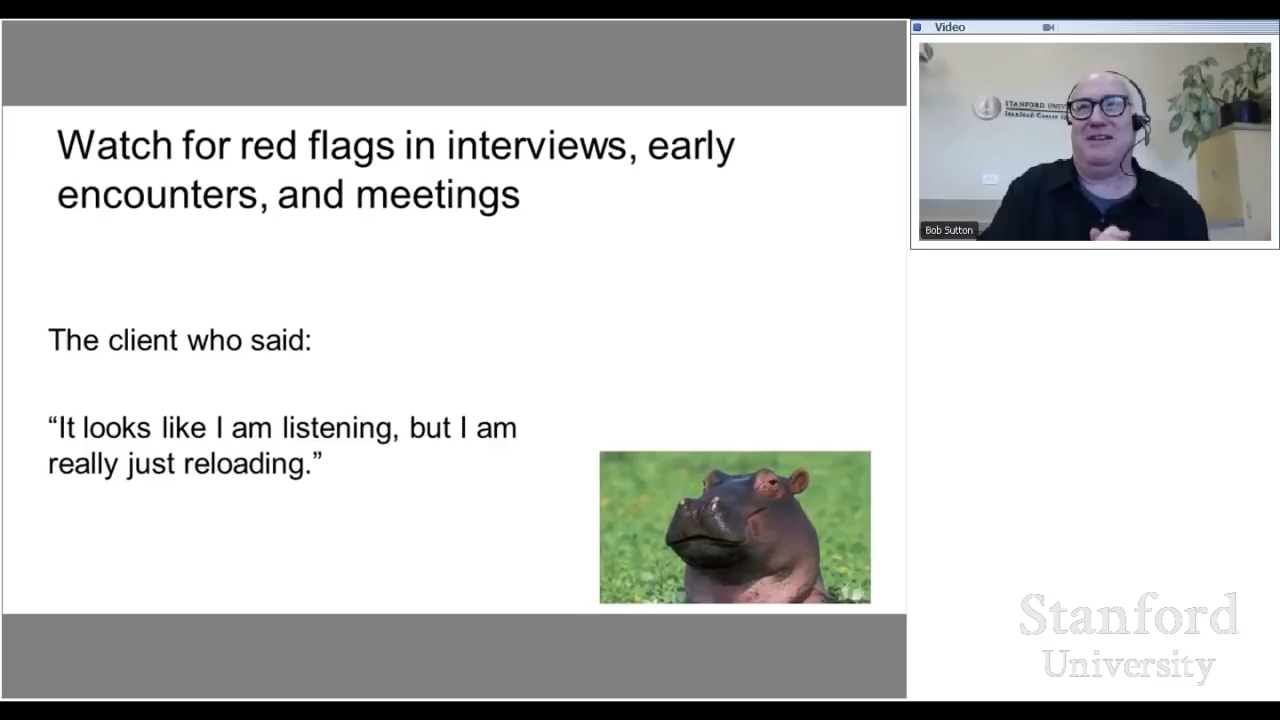 Watch for red flags in interviews, early
encounters, and meetings
The client who said:
“It looks like I am listening, but I am
really just reloading.”
Video
STANFORD
Bob Sutton
Stanford
University